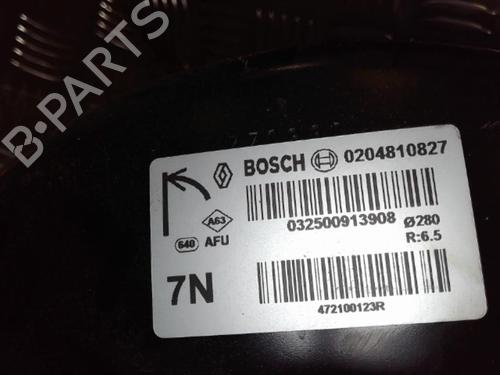 BOSCH 0204810827
032500913908 Ø280
R:6.5
A63
640 AFU
7N
472100123R
B-PARTS